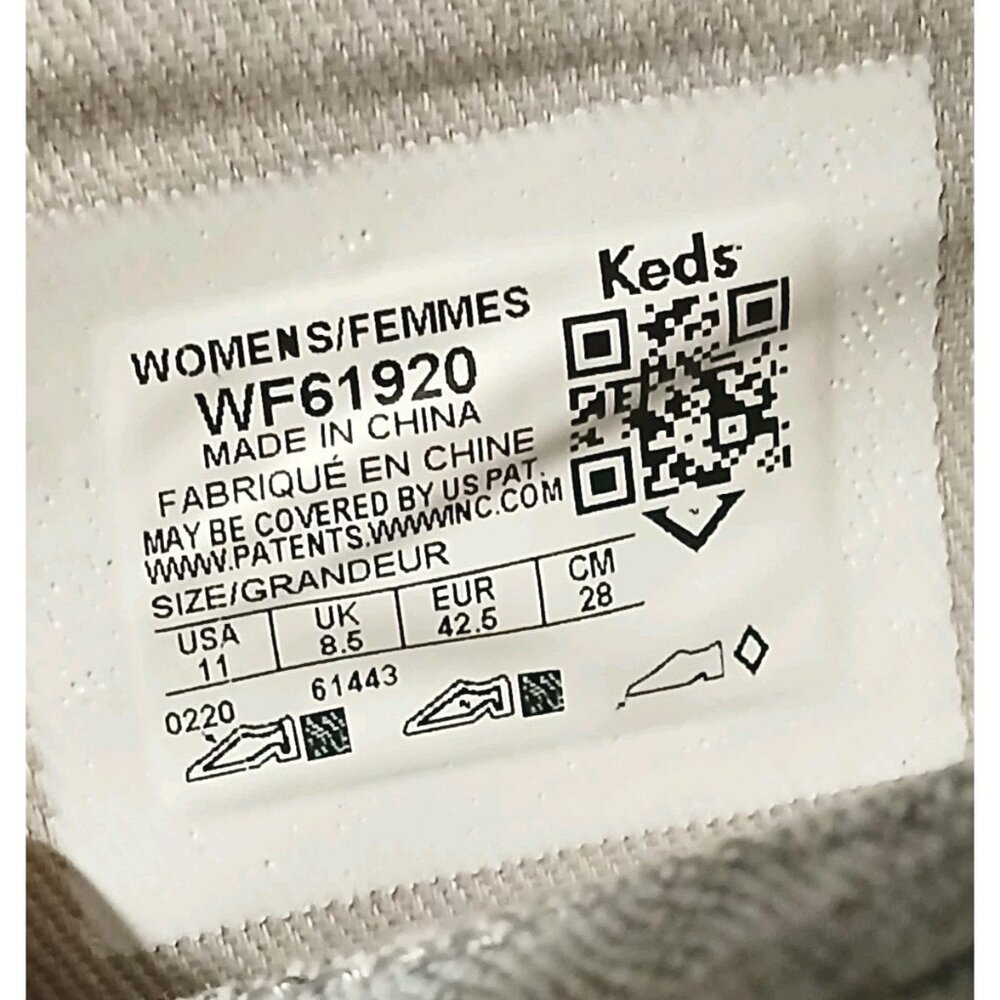 Keds
WOMENS/FEMMES
WF61920
MADE IN CHINA
FABRIQUÉ EN CHINE
MAY BE COVERED BY US PAT.
WWW.PATENTS.WWWINC.COM
SIZE/GRANDEUR
USA UK EUR CM
11 8.5 42.5 28
0220 61443